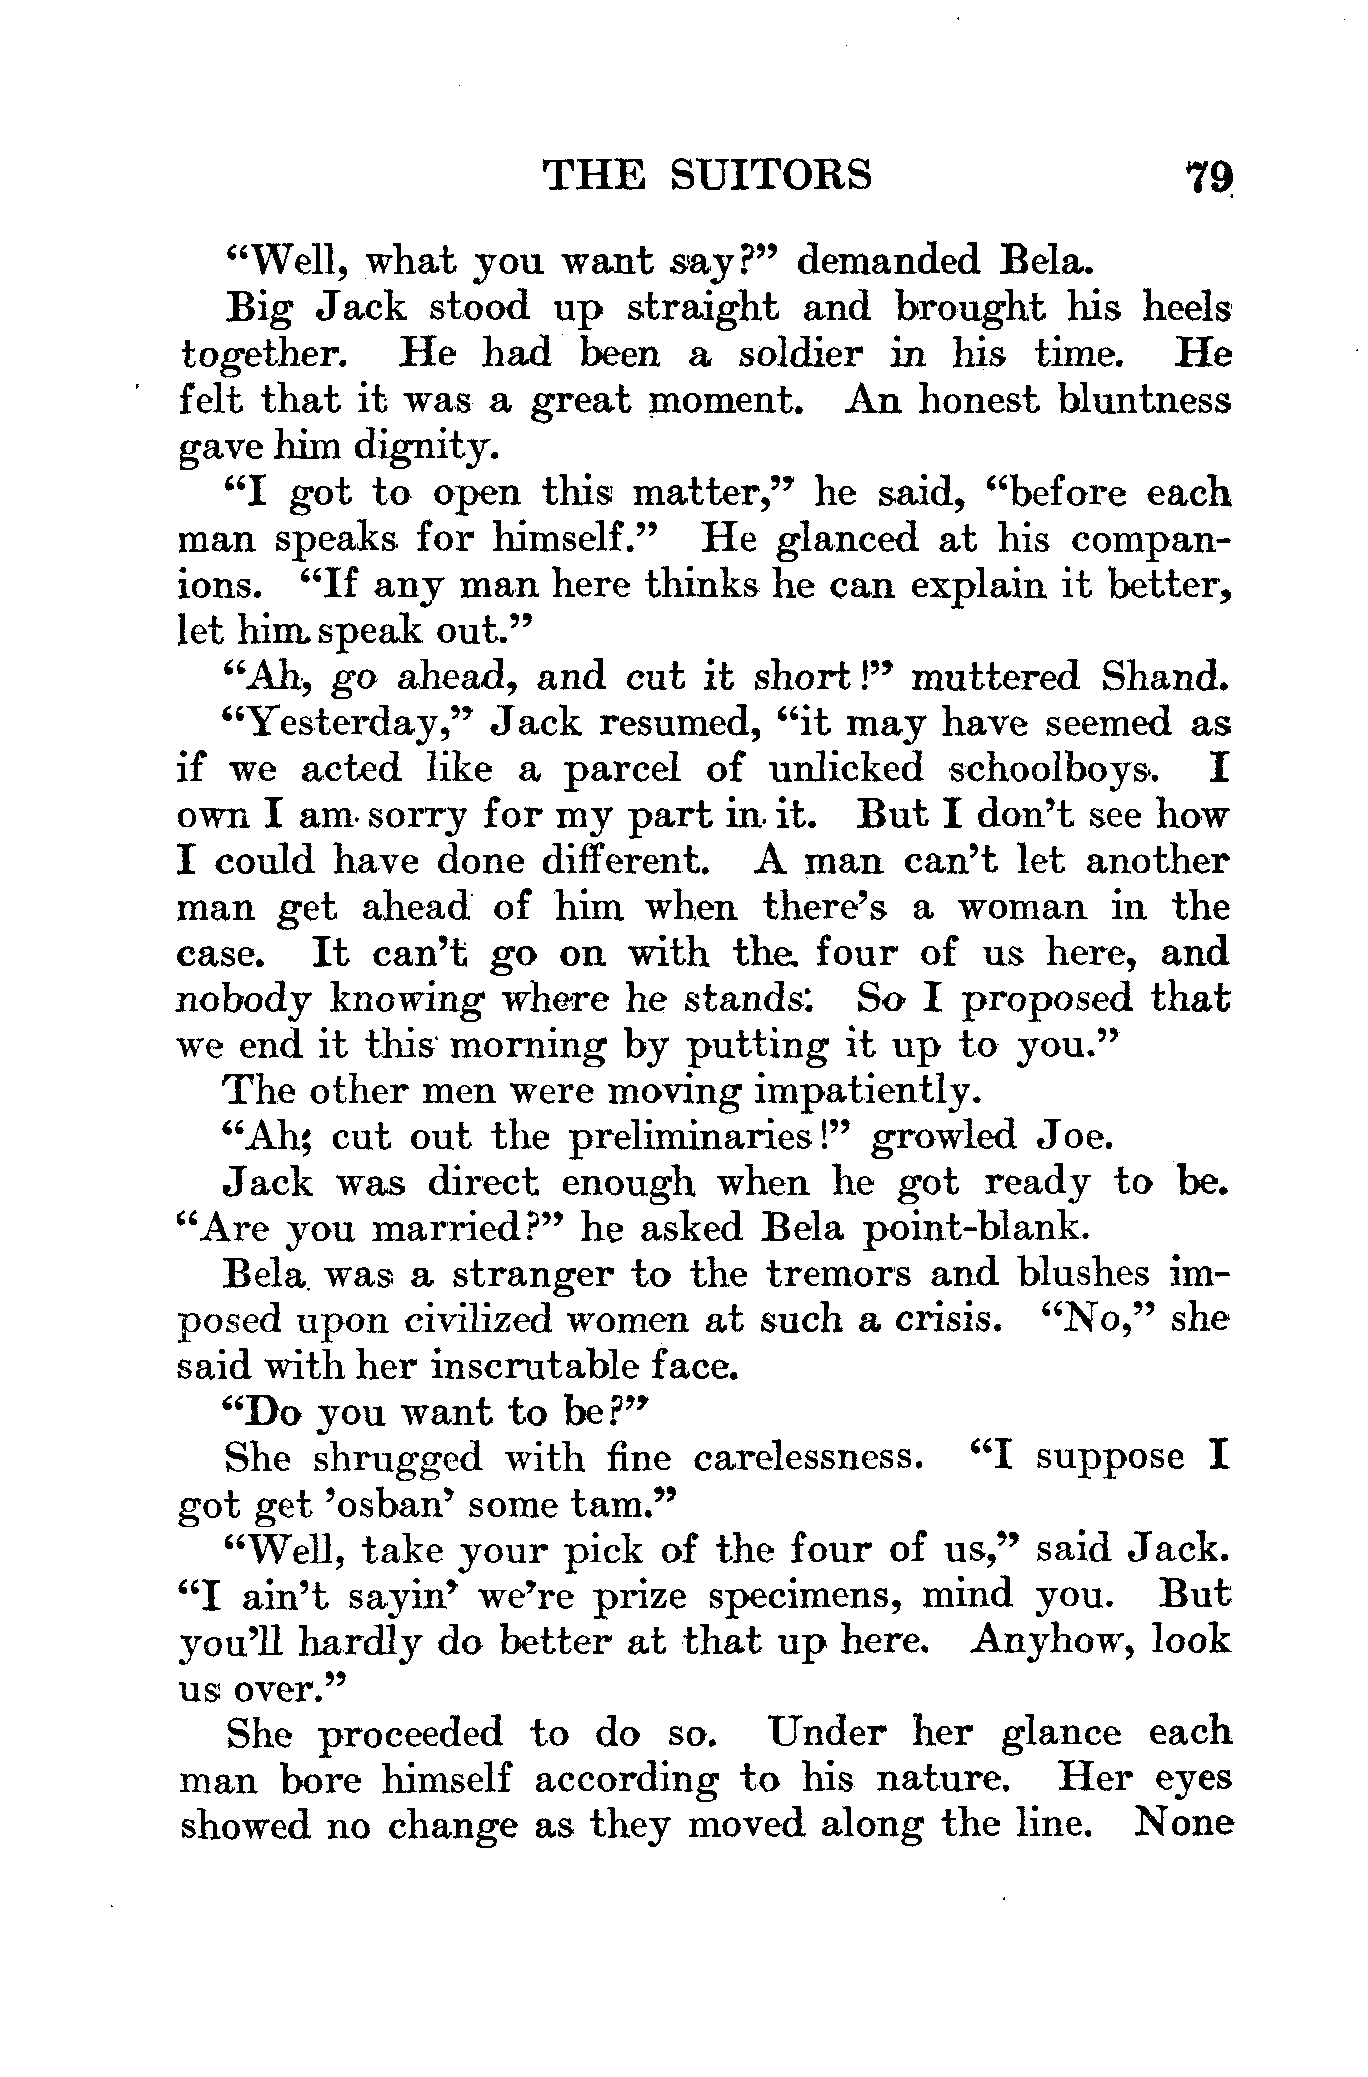 THE SUITORS 79
“Well, what you want say?” demanded Bela.
Big Jack stood up straight and brought his heels
together. He had been a soldier in his time. He
felt that it was a great moment. An honest bluntness
gave him dignity.
“I got to open this matter,” he said, “before each
man speaks for himself.” He glanced at his compan-
ions. “If any man here thinks he can explain it better,
let him speak out.”
“Ah, go ahead, and cut it short!” muttered Shand.
“Yesterday,” Jack resumed, “it may have seemed as
if we acted like a parcel of unlicked schoolboys. I
own I am sorry for my part in it. But I don’t see how
I could have done different. A man can’t let another
man get ahead of him when there’s a woman in the
case. It can’t go on with the four of us here, and
nobody knowing where he stands. So I proposed that
we end it this morning by putting it up to you.”
The other men were moving impatiently.
“Ah; cut out the preliminaries!” growled Joe.
Jack was direct enough when he got ready to be.
“Are you married?” he asked Bela point-blank.
Bela was a stranger to the tremors and blushes im-
posed upon civilized women at such a crisis. “No,” she
said with her inscrutable face.
“Do you want to be?”
She shrugged with fine carelessness. “I suppose I
got get ’osban’ some tam.”
“Well, take your pick of the four of us,” said Jack.
“I ain’t sayin’ we’re prize specimens, mind you. But
you’ll hardly do better at that up here. Anyhow, look
us over.”
She proceeded to do so. Under her glance each
man bore himself according to his nature. Her eyes
showed no change as they moved along the line. None